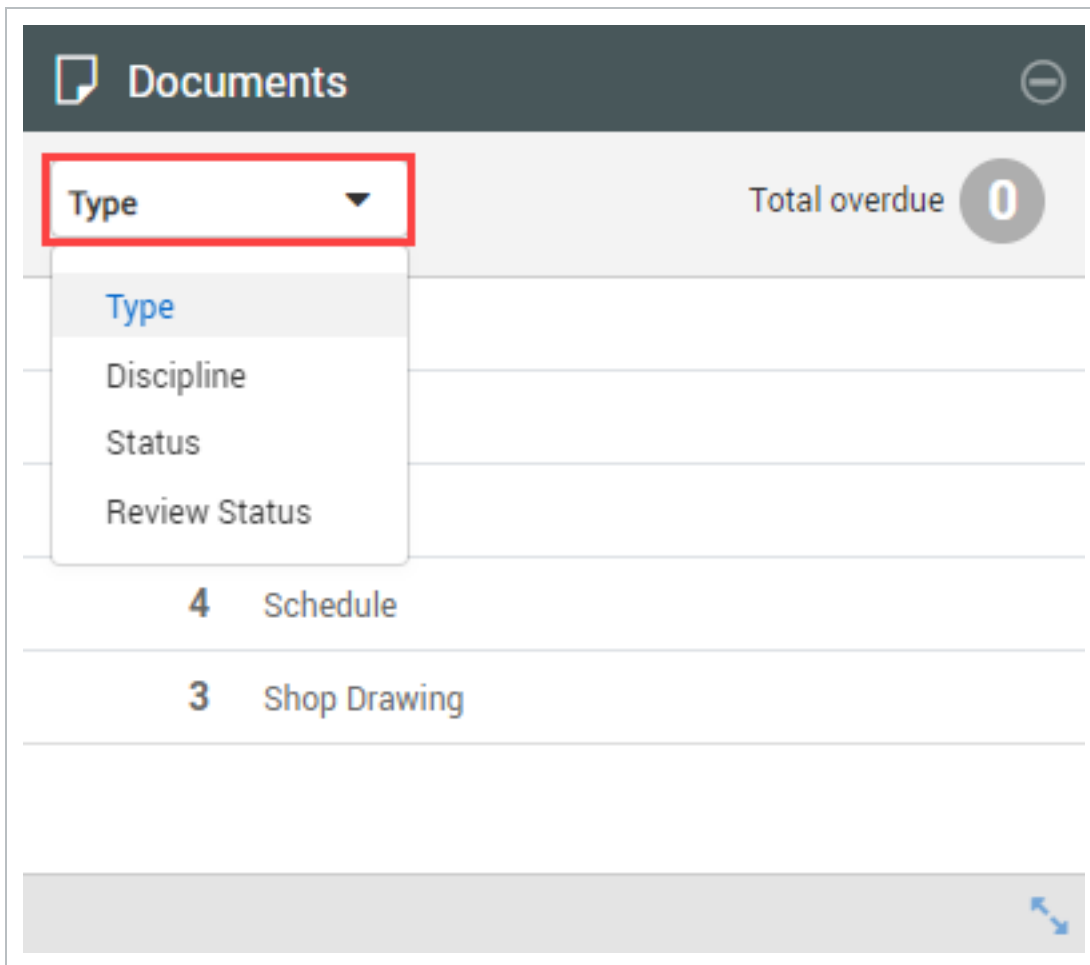 Documents
Type
Total overdue 0
Type
Discipline
Status
Review Status
4 Schedule
3 Shop Drawing